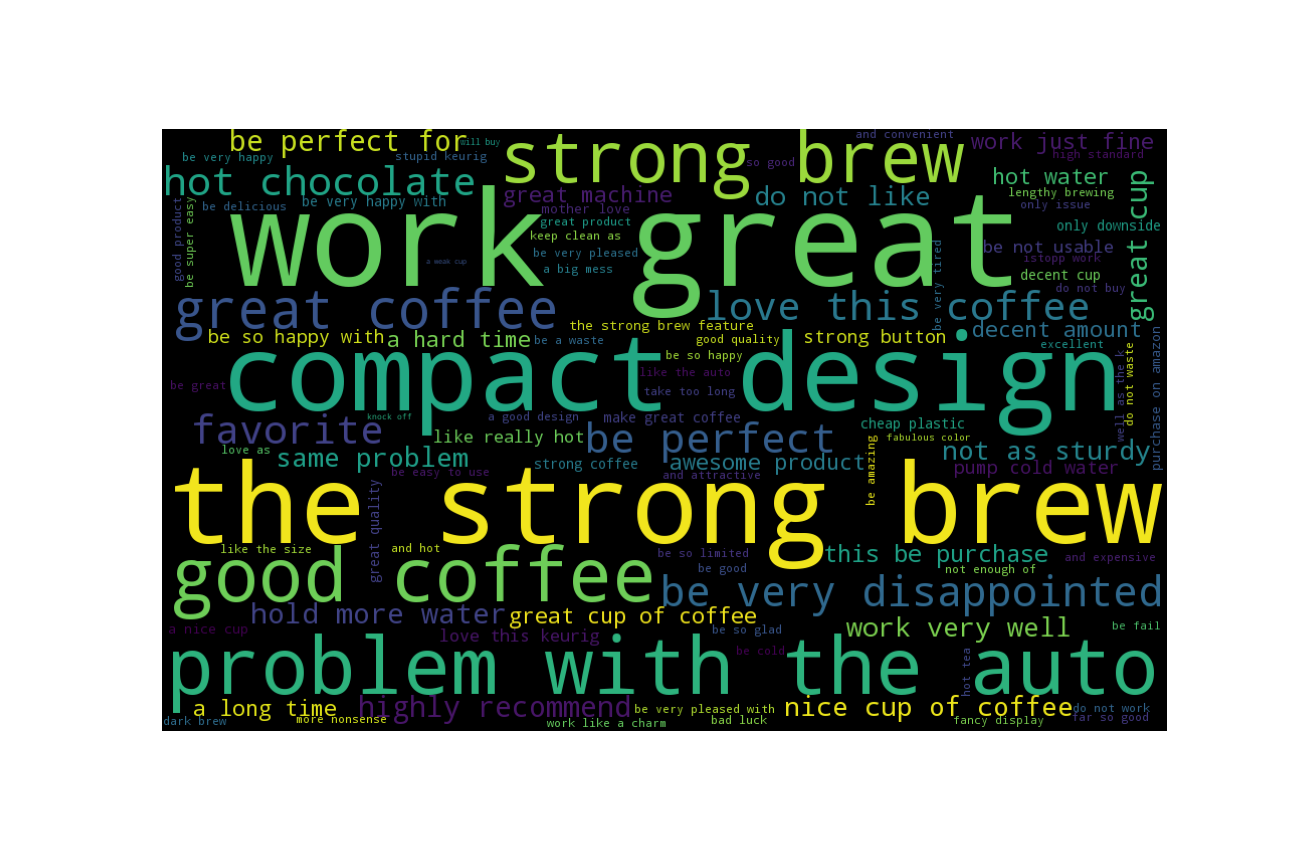 be perfect for
will buy
strong brew
and convenient
work just fine
be very happy
stupid keurig
so good
high standard
hot chocolate
great machine
do not like
hot water
lengthy brewing
great cup
good product
be super easy
be delicious
be very happy with
mother love
only issue
work great
great product
only downside
keep clean as
be very tired
be not usable
be very pleased
istopp work
a weak cup
a big mess
decent cup
do not buy
great coffee
love this coffee
the strong brew feature
decent amount
be so happy with
a hard time
be a waste
good quality
strong button
excellent
purchase on amazon
do not waste
well as the k
compact design
be so happy
like the auto
be great
take too long
knock off
a good design
make great coffee
cheap plastic
favorite
like really hot
be perfect
fabulous color
love as
same problem
strong coffee
awesome product
be amazing
not as sturdy
be easy to use
and attractive
pump cold water
the strong brew
great quality
like the size
and hot
be so limited
this be purchase
and expensive
good coffee
be good
not enough of
be very disappointed
hold more water
great cup of coffee
a nice cup
love this keurig
be so glad
work very well
be fail
problem with the auto
be cold
hot tea
a long time
highly recommend
be very pleased with
nice cup of coffee
do not work
dark brew
more nonsense
work like a charm
bad luck
fancy display
far so good